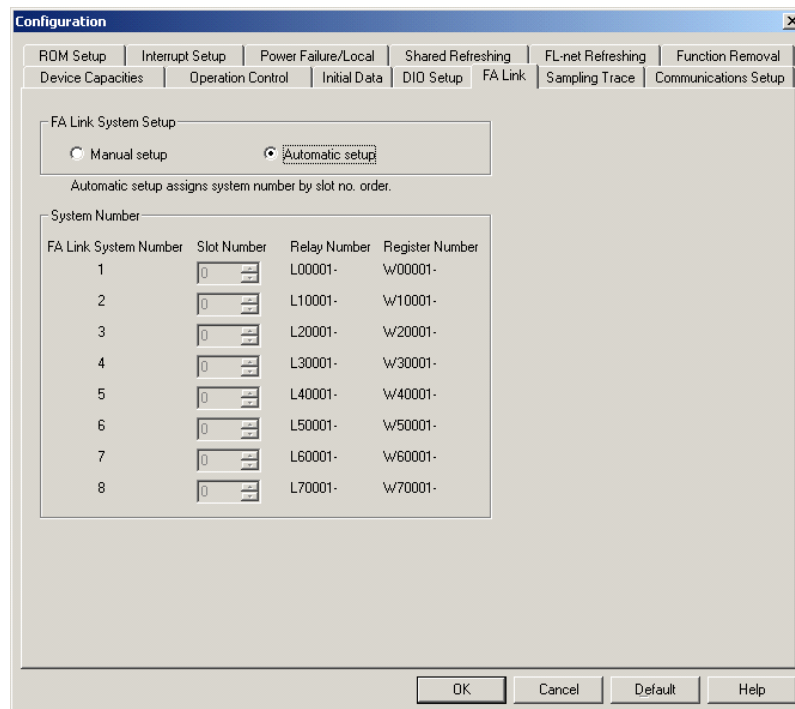 Configuration
ROM Setup Interrupt Setup Power Failure/Local Shared Refreshing FL-net Refreshing Function Removal
Device Capacities Operation Control Initial Data DIO Setup FA Link Sampling Trace Communications Setup
FA Link System Setup
Manual setup Automatic setup
Automatic setup assigns system number by slot no. order.
System Number
FA Link System Number Slot Number Relay Number Register Number
1 0 L00001- W00001-
2 0 L10001- W10001-
3 0 L20001- W20001-
4 0 L30001- W30001-
5 0 L40001- W40001-
6 0 L50001- W50001-
7 0 L60001- W60001-
8 0 L70001- W70001-
OK Cancel Default Help